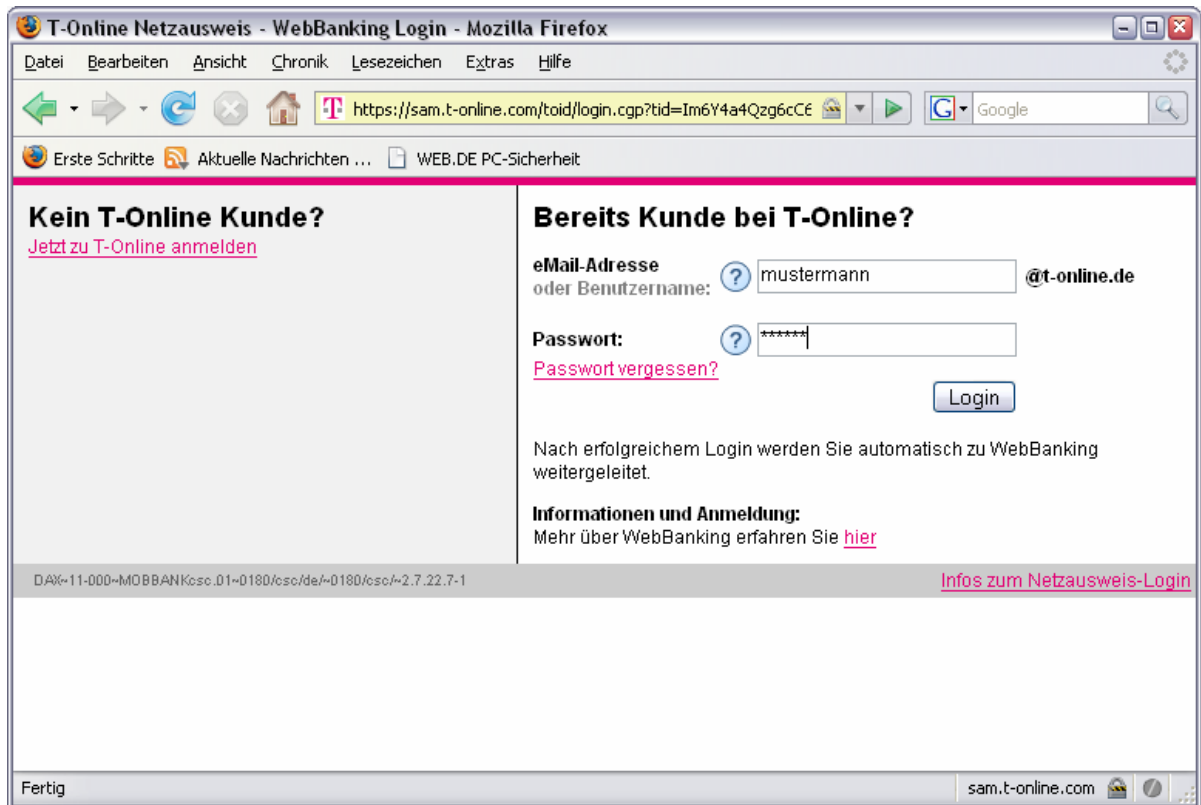 T-Online Netzausweis - WebBanking Login - Mozilla Firefox
Datei Bearbeiten Ansicht Chronik Lesezeichen Extras Hilfe
https://sam.t-online.com/toid/login.cgp?tid=Im6Y4a4Qzg6cC6
G Google
Erste Schritte Aktuelle Nachrichten ... WEB.DE PC-Sicherheit
Kein T-Online Kunde?
Jetzt zu T-Online anmelden
Bereits Kunde bei T-Online?
eMail-Adresse
oder Benutzername: ? mustermann @t-online.de
Passwort: ? ******
Passwort vergessen?
Login
Nach erfolgreichem Login werden Sie automatisch zu WebBanking
weitergeleitet.
Informationen und Anmeldung:
Mehr über WebBanking erfahren Sie hier
DAX~11-000~MOBBANKcsc.01~0180/csc/de/~0180/csc/~2.7.22.7-1
Infos zum Netzausweis-Login
Fertig
sam.t-online.com